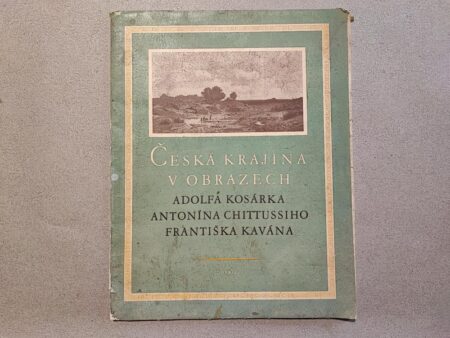 ČESKÁ KRAJINA
V OBRAZECH
ADOLFA KOSÁRKA
ANTONÍNA CHITTUSSIHO
FRANTIŠKA KAVÁNA